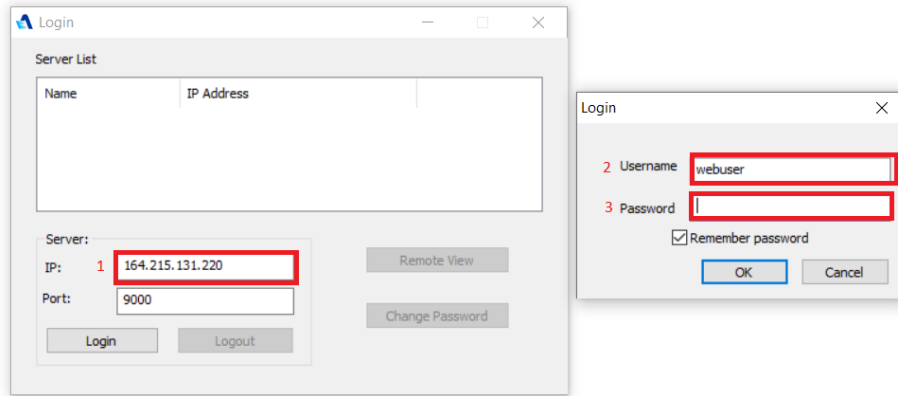 Login
Server List
Name IP Address
Server:
IP: 1 164.215.131.220
Port: 9000
Login Logout
Remote View
Change Password
Login
2 Username webuser
3 Password
Remember password
OK Cancel